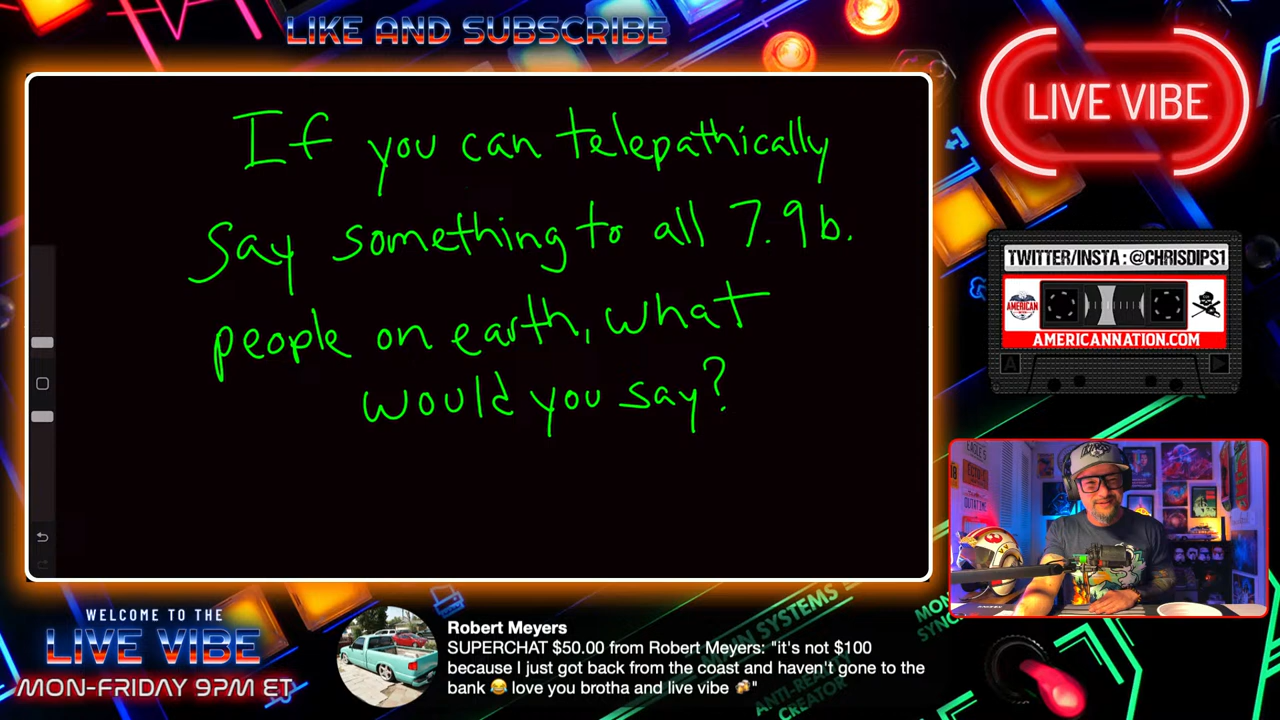 LIKE AND SUBSCRIBE
If you can telepathically
say something to all 7.9b.
people on earth, what
would you say?
LIVE VIBE
TWITTER/INSTA : @CHRISDIPS1
AMERICAN
AMERICANNATION.COM
A
WELCOME TO THE
LIVE VIBE
MON-FRIDAY 9PM ET
Robert Meyers
SUPERCHAT $50.00 from Robert Meyers: "it's not $100
because I just got back from the coast and haven't gone to the
bank 😂 love you brotha and live vibe 🍻"